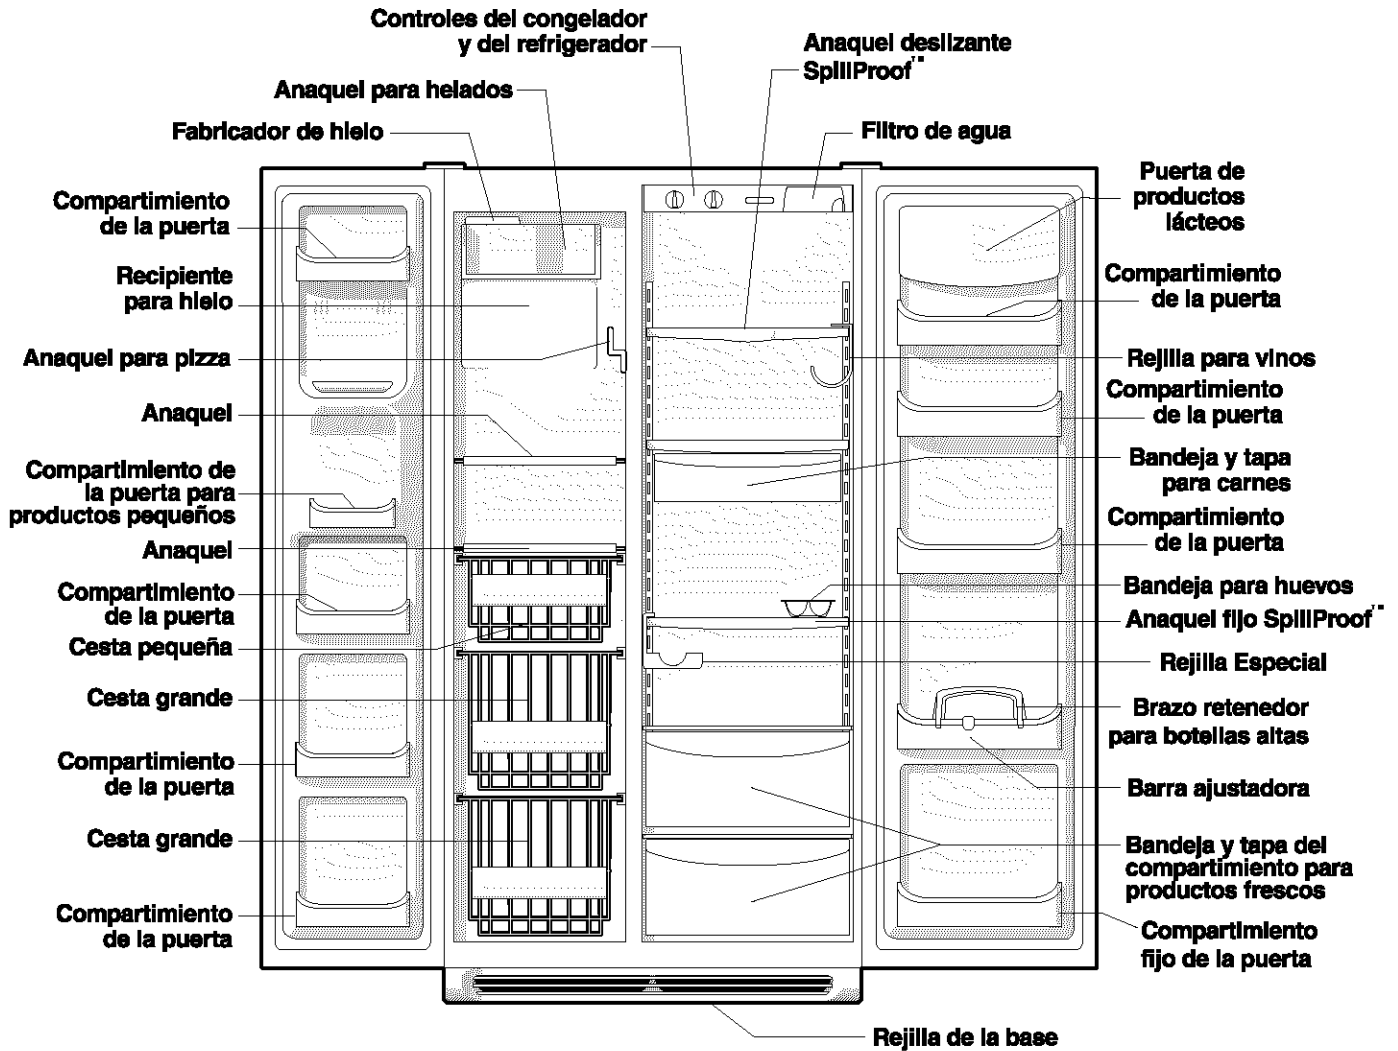 Controles del congelador
y del refrigerador
Anaquel deslizante
SpillProof™
Anaquel para helados
Fabricador de hielo
Filtro de agua
Compartimiento
de la puerta
Recipiente
para hielo
Anaquel para pizza
Anaquel
Compartimiento de
la puerta para
productos pequeños
Anaquel
Compartimiento
de la puerta
Cesta pequeña
Cesta grande
Compartimiento
de la puerta
Cesta grande
Compartimiento
de la puerta
Puerta de
productos
lácteos
Compartimiento
de la puerta
Rejilla para vinos
Compartimiento
de la puerta
Bandeja y tapa
para carnes
Compartimiento
de la puerta
Bandeja para huevos
Anaquel fijo SpillProof™
Rejilla Especial
Brazo retenedor
para botellas altas
Barra ajustadora
Bandeja y tapa del
compartimiento para
productos frescos
Compartimiento
fijo de la puerta
Rejilla de la base